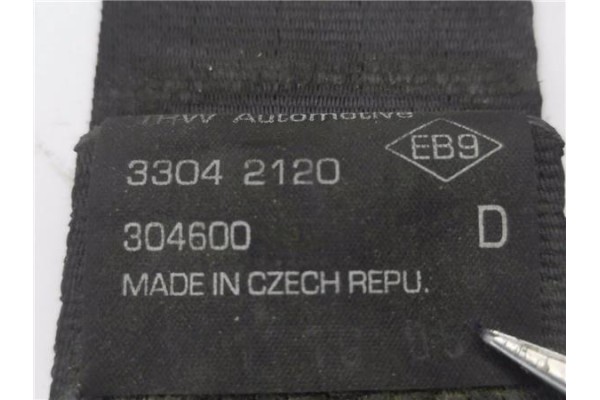 TRW Automotive
EB9
3304 2120
304600 D
MADE IN CZECH REPU.